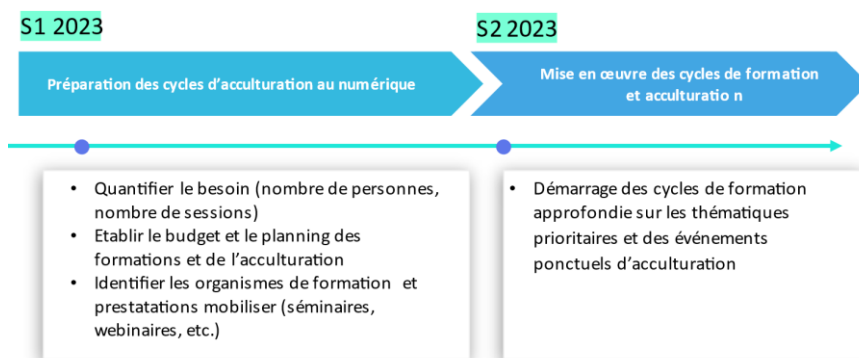 S1 2023
S2 2023
Préparation des cycles d'acculturation au numérique
Mise en œuvre des cycles de formation
et acculturatio n
• Quantifier le besoin (nombre de personnes,
nombre de sessions)
• Etablir le budget et le planning des
formations et de l'acculturation
• Identifier les organismes de formation et
prestatations mobiliser (séminaires,
webinaires, etc.)
• Démarrage des cycles de formation
approfondie sur les thématiques
prioritaires et des événements
ponctuels d'acculturation